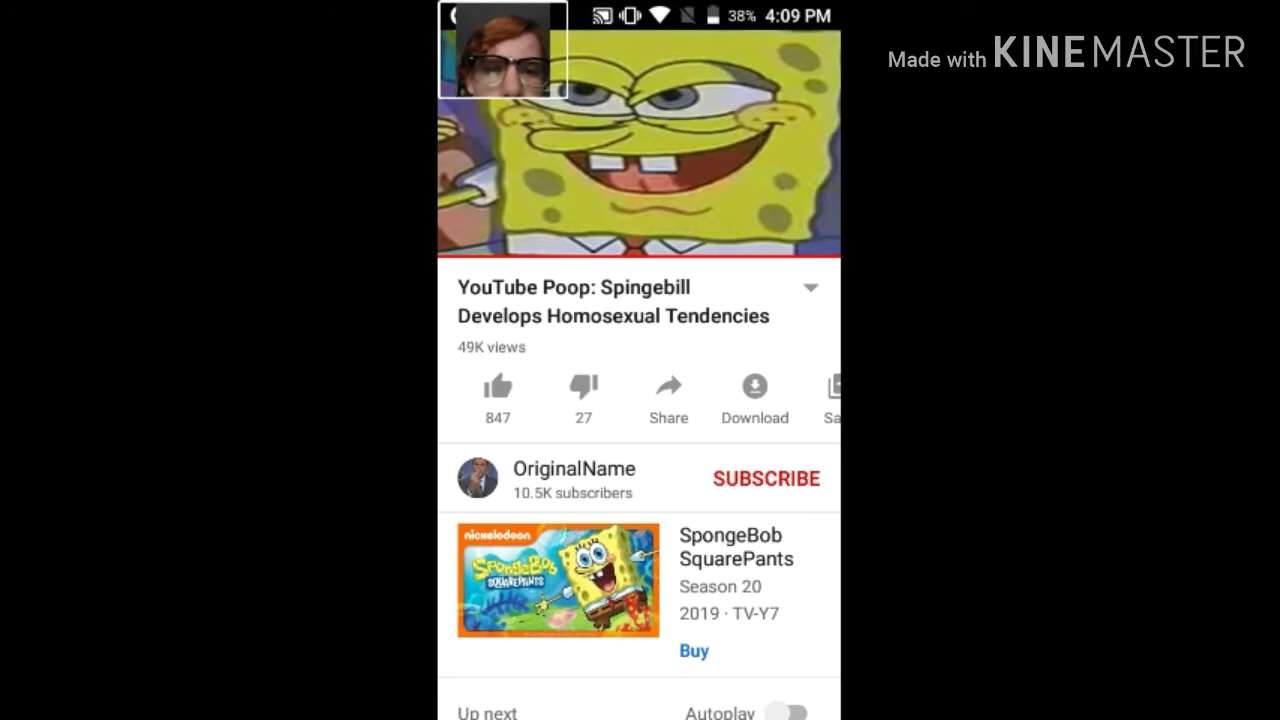 38% 4:09 PM
Made with KINEMASTER
YouTube Poop: Spingebill
Develops Homosexual Tendencies
49K views
847
27
Share
Download
Sa
OriginalName
10.5K subscribers
SUBSCRIBE
nickelodeon
SpongeBob
SQUAREPANTS
SpongeBob
SquarePants
Season 20
2019 · TV-Y7
Buy
Up next
Autoplay